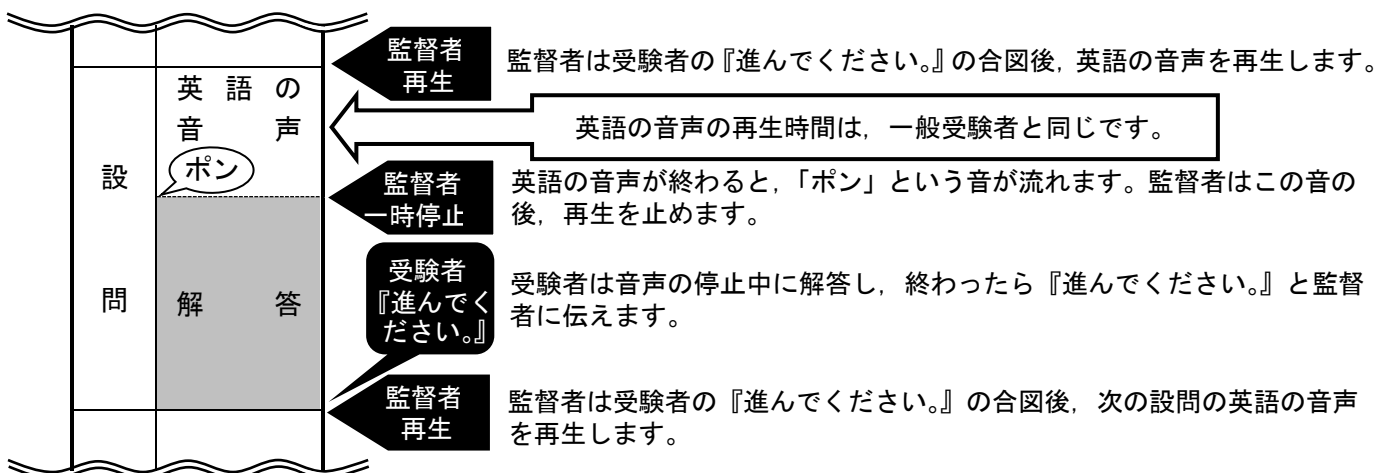 監督者
再生
監督者は受験者の『進んでください。』の合図後，英語の音声を再生します。
英語の
音声
英語の音声の再生時間は，一般受験者と同じです。
ポン
設
監督者
一時停止
英語の音声が終わると，「ポン」という音が流れます。監督者はこの音の
後，再生を止めます。
受験者
『進んでく
ださい。』
受験者は音声の停止中に解答し，終わったら『進んでください。』と監督
者に伝えます。
問
解答
監督者
再生
監督者は受験者の『進んでください。』の合図後，次の設問の英語の音声
を再生します。